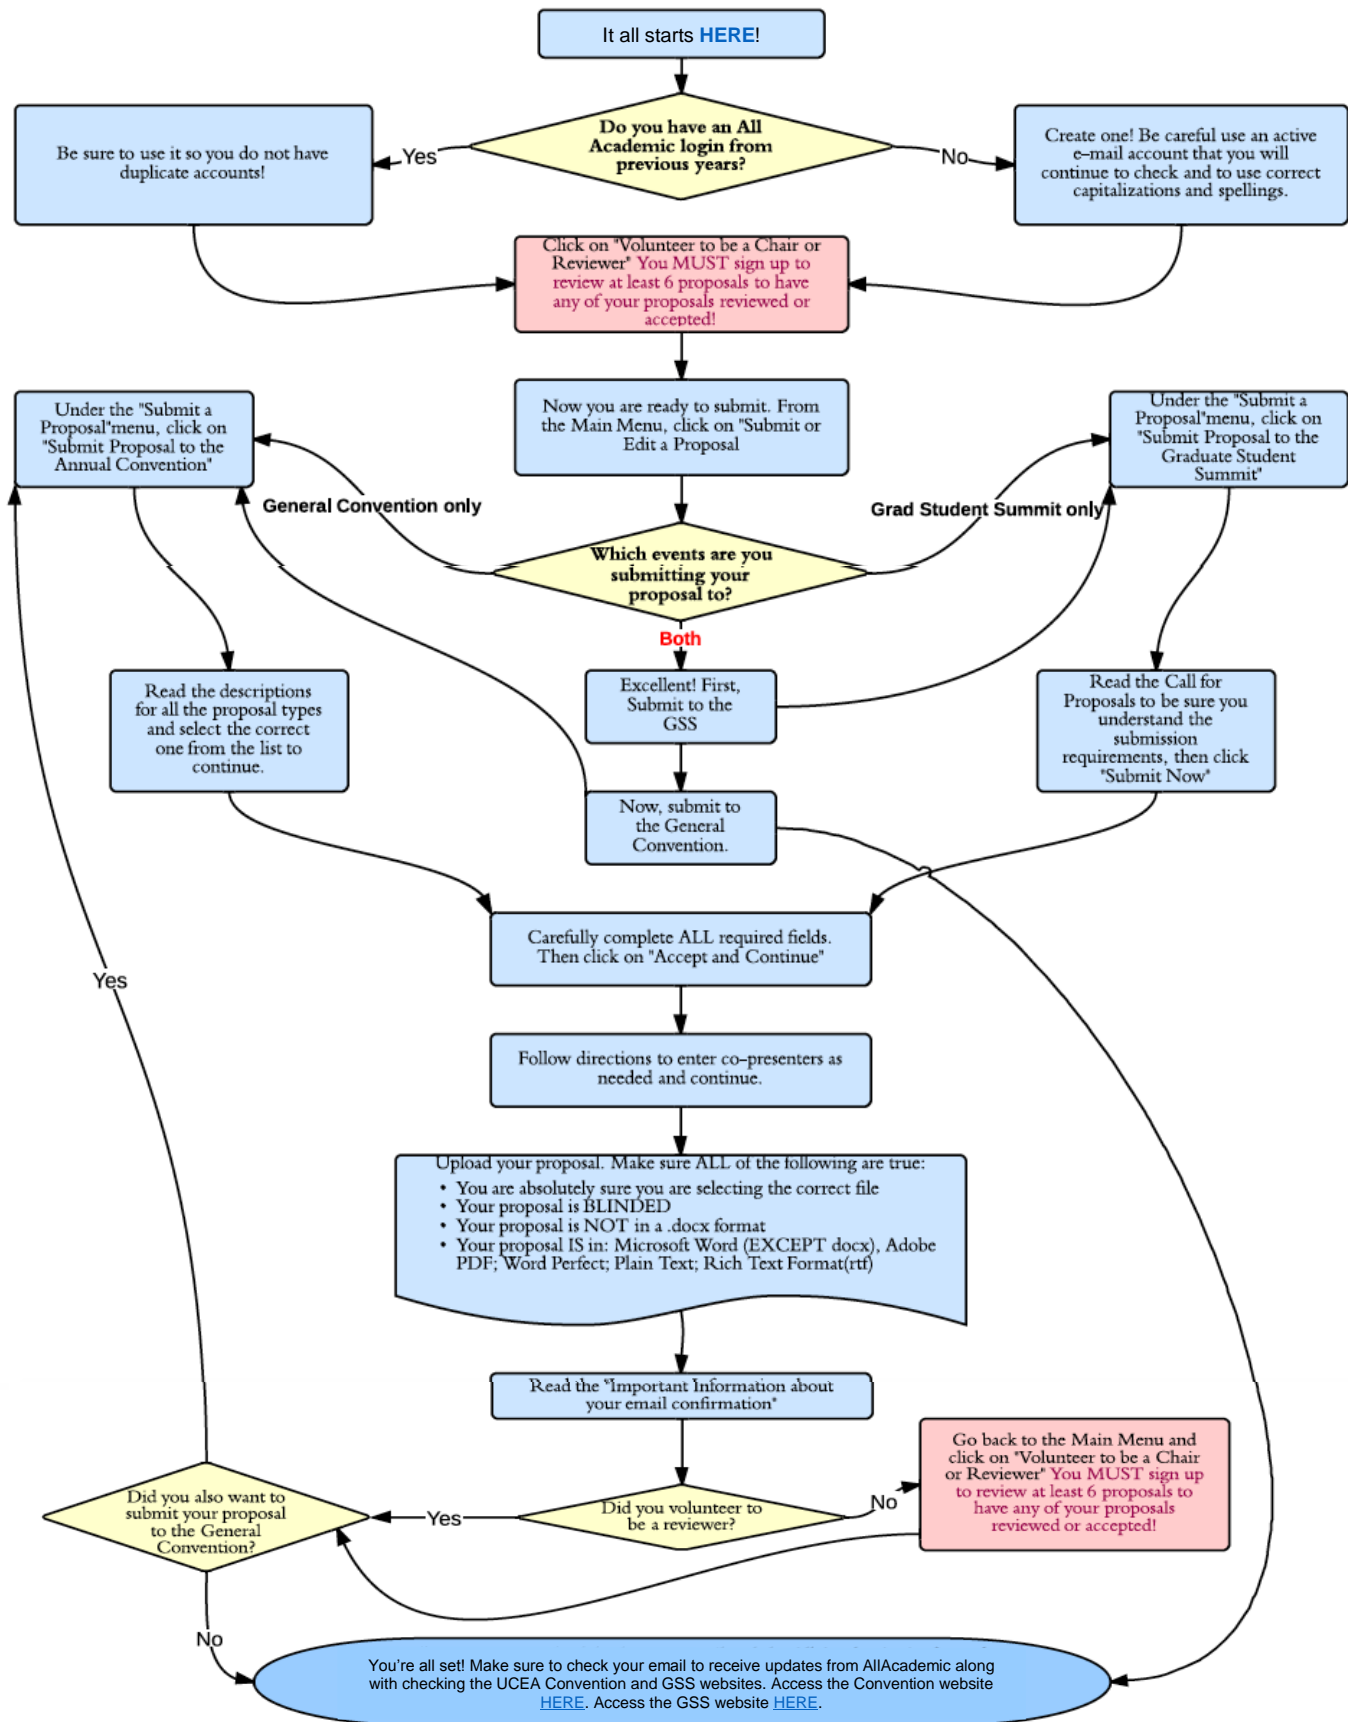 It all starts HERE!
Do you have an All
Academic login from
previous years?
Yes
No
Be sure to use it so you do not have
duplicate accounts!
Create one! Be careful use an active
e-mail account that you will
continue to check and to use correct
capitalizations and spellings.
Click on "Volunteer to be a Chair or
Reviewer" You MUST sign up to
review at least 6 proposals to have
any of your proposals reviewed or
accepted!
Now you are ready to submit. From
the Main Menu, click on "Submit or
Edit a Proposal
Under the "Submit a
Proposal"menu, click on
"Submit Proposal to the
Annual Convention"
Under the "Submit a
Proposal"menu, click on
"Submit Proposal to the
Graduate Student
Summit"
General Convention only
Grad Student Summit only
Which events are you
submitting your
proposal to?
Both
Read the descriptions
for all the proposal types
and select the correct
one from the list to
continue.
Excellent! First,
Submit to the
GSS
Read the Call for
Proposals to be sure you
understand the
submission
requirements, then click
"Submit Now"
Now, submit to
the General
Convention.
Carefully complete ALL required fields.
Then click on "Accept and Continue"
Yes
Follow directions to enter co-presenters as
needed and continue.
Upload your proposal. Make sure ALL of the following are true:
• You are absolutely sure you are selecting the correct file
• Your proposal is BLINDED
• Your proposal is NOT in a .docx format
• Your proposal IS in: Microsoft Word (EXCEPT docx), Adobe
PDF; Word Perfect; Plain Text; Rich Text Format(rtf)
Read the "Important Information about
your email confirmation"
Go back to the Main Menu and
click on "Volunteer to be a Chair
or Reviewer" You MUST sign up
to review at least 6 proposals to
have any of your proposals
reviewed or accepted!
Did you volunteer to
be a reviewer?
No
Yes
Did you also want to
submit your proposal
to the General
Convention?
No
You're all set! Make sure to check your email to receive updates from AllAcademic along
with checking the UCEA Convention and GSS websites. Access the Convention website
HERE. Access the GSS website HERE.